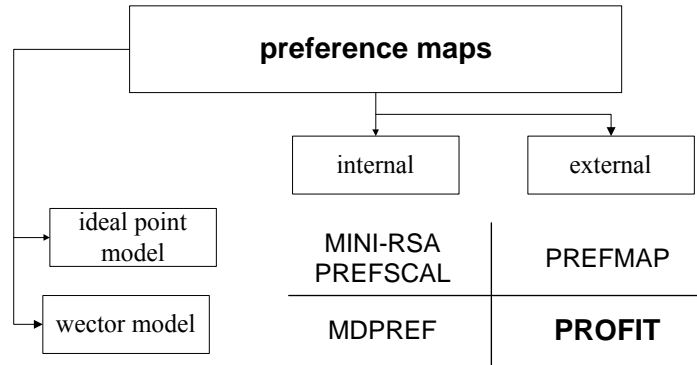 preference maps
internal
external
ideal point
model
MINI-RSA
PREFSCAL
PREFMAP
wector model
MDPREF
PROFIT